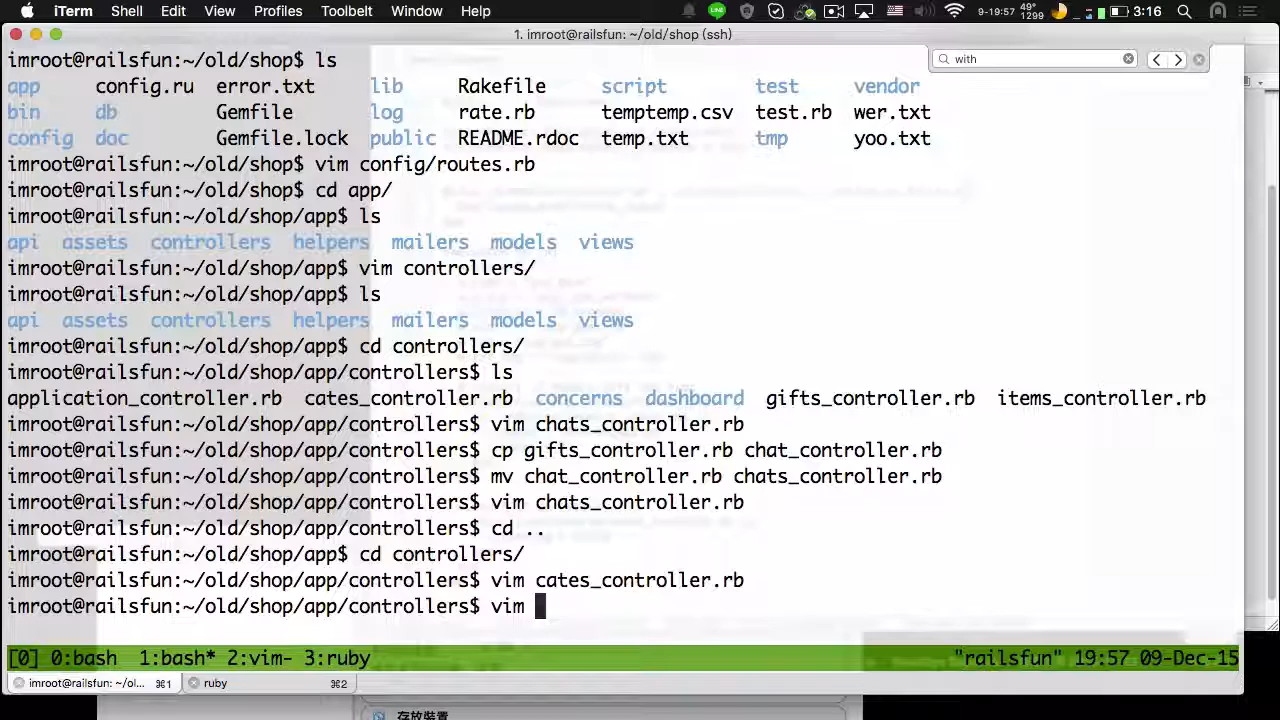 iTerm Shell Edit View Profiles Toolbelt Window Help LINE 9-19:57 49° 1299 3:16
1. imroot@railsfun: ~/old/shop (ssh)
with
imroot@railsfun:~/old/shop$ ls
app config.ru error.txt lib Rakefile script test vendor
bin db Gemfile log rate.rb temptemp.csv test.rb wer.txt
config doc Gemfile.lock public README.rdoc temp.txt tmp yoo.txt
imroot@railsfun:~/old/shop$ vim config/routes.rb
imroot@railsfun:~/old/shop$ cd app/
imroot@railsfun:~/old/shop/app$ ls
api assets controllers helpers mailers models views
imroot@railsfun:~/old/shop/app$ vim controllers/
imroot@railsfun:~/old/shop/app$ ls
api assets controllers helpers mailers models views
imroot@railsfun:~/old/shop/app$ cd controllers/
imroot@railsfun:~/old/shop/app/controllers$ ls
application_controller.rb cates_controller.rb concerns dashboard gifts_controller.rb items_controller.rb
imroot@railsfun:~/old/shop/app/controllers$ vim chats_controller.rb
imroot@railsfun:~/old/shop/app/controllers$ cp gifts_controller.rb chat_controller.rb
imroot@railsfun:~/old/shop/app/controllers$ mv chat_controller.rb chats_controller.rb
imroot@railsfun:~/old/shop/app/controllers$ vim chats_controller.rb
imroot@railsfun:~/old/shop/app/controllers$ cd ..
imroot@railsfun:~/old/shop/app$ cd controllers/
imroot@railsfun:~/old/shop/app/controllers$ vim cates_controller.rb
imroot@railsfun:~/old/shop/app/controllers$ vim
[0] 0:bash 1:bash* 2:vim- 3:ruby "railsfun" 19:57 09-Dec-15
imroot@railsfun: ~/ol... ⌘1 ruby ⌘2
存放裝置